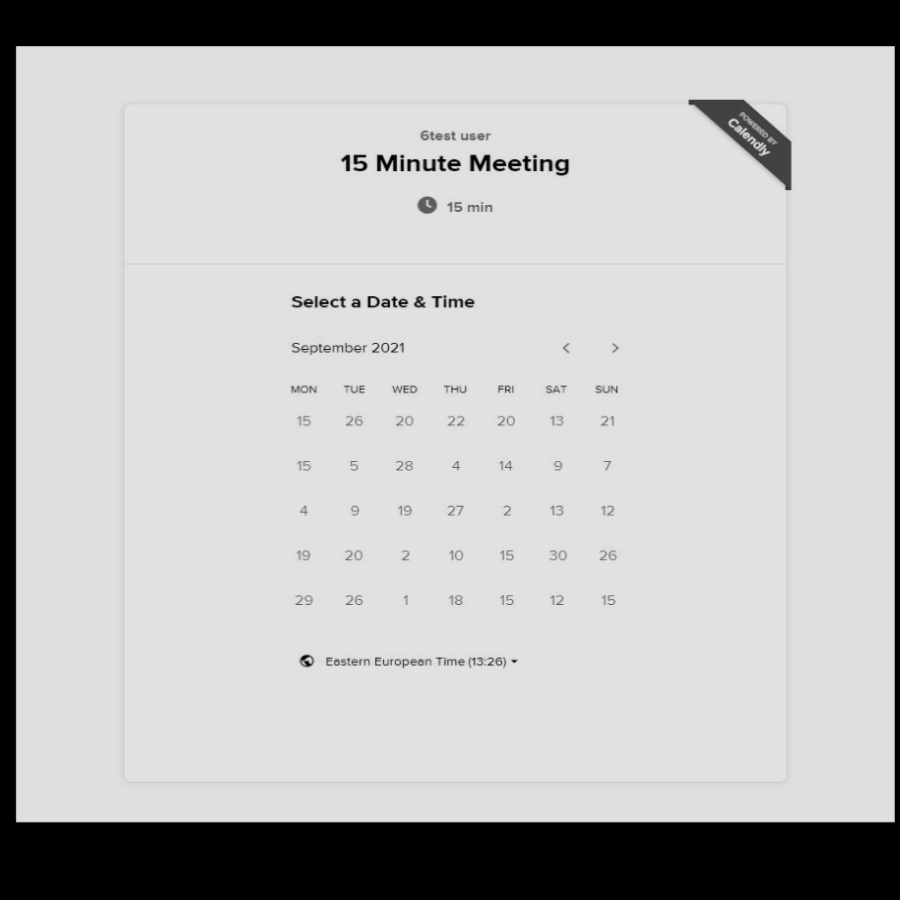 POWERED BY
Calendly
6test user
15 Minute Meeting
15 min
Select a Date & Time
September 2021 < >
MON TUE WED THU FRI SAT SUN
15 26 20 22 20 13 21
15 5 28 4 14 9 7
4 9 19 27 2 13 12
19 20 2 10 15 30 26
29 26 1 18 15 12 15
Eastern European Time (13:26)